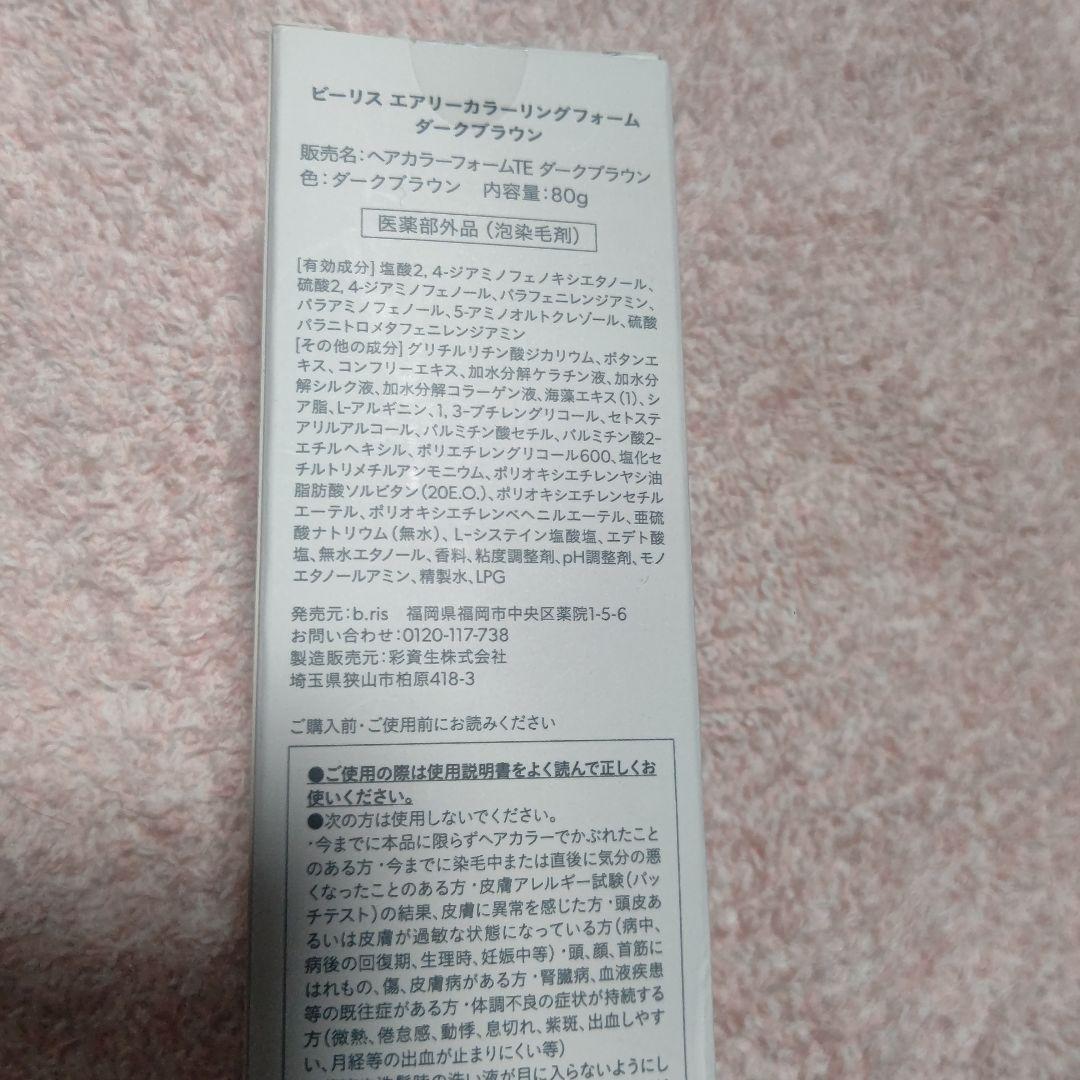 ビーリス エアリーカラーリングフォーム
ダークブラウン
販売名:ヘアカラーフォームTE ダークブラウン
色:ダークブラウン 内容量:80g
医薬部外品(泡染毛剤)
[有効成分]塩酸2, 4-ジアミノフェノキシエタノール、
硫酸2, 4-ジアミノフェノール、パラフェニレンジアミン、
パラアミノフェノール、5-アミノオルトクレゾール、硫酸
パラニトロメタフェニレンジアミン
[その他の成分]グリチルリチン酸ジカリウム、ボタンエ
キス、コンフリーエキス、加水分解ケラチン液、加水分
解シルク液、加水分解コラーゲン液、海藻エキス(1)、シ
ア脂、L-アルギニン、1, 3-ブチレングリコール、セトステ
アリルアルコール、パルミチン酸セチル、パルミチン酸2-
エチルヘキシル、ポリエチレングリコール600、塩化セ
チルトリメチルアンモニウム、ポリオキシエチレンヤシ油
脂肪酸ソルビタン(20E.O.)、ポリオキシエチレンセチル
エーテル、ポリオキシエチレンベヘニルエーテル、亜硫
酸ナトリウム(無水)、L-システイン塩酸塩、エデト酸
塩、無水エタノール、香料、粘度調整剤、pH調整剤、モノ
エタノールアミン、精製水、LPG
発売元:b.ris 福岡県福岡市中央区薬院1-5-6
お問い合わせ:0120-117-738
製造販売元:彩資生株式会社
埼玉県狭山市柏原418-3
ご購入前・ご使用前にお読みください
●ご使用の際は使用説明書をよく読んで正しくお
使いください。
●次の方は使用しないでください。
・今までに本品に限らずヘアカラーでかぶれたこと
のある方・今までに染毛中または直後に気分の悪
くなったことのある方・皮膚アレルギー試験(パッ
チテスト)の結果、皮膚に異常を感じた方・頭皮あ
るいは皮膚が過敏な状態になっている方(病中、
病後の回復期、生理時、妊娠中等)・頭、顔、首筋に
はれもの、傷、皮膚病がある方・腎臓病、血液疾患
等の既往症がある方・体調不良の症状が持続する
方(微熱、倦怠感、動悸、息切れ、紫斑、出血しやす
い、月経等の出血が止まりにくい等)
洗髪時の洗い液が目に入らないようにし